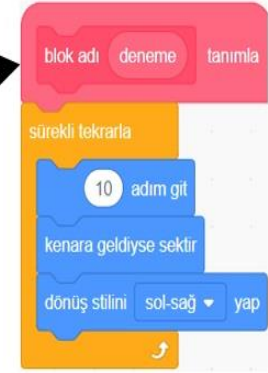 blok adı deneme tanımla
sürekli tekrarla
10 adım git
kenara geldiyse sektir
dönüş stilini sol-sağ yap